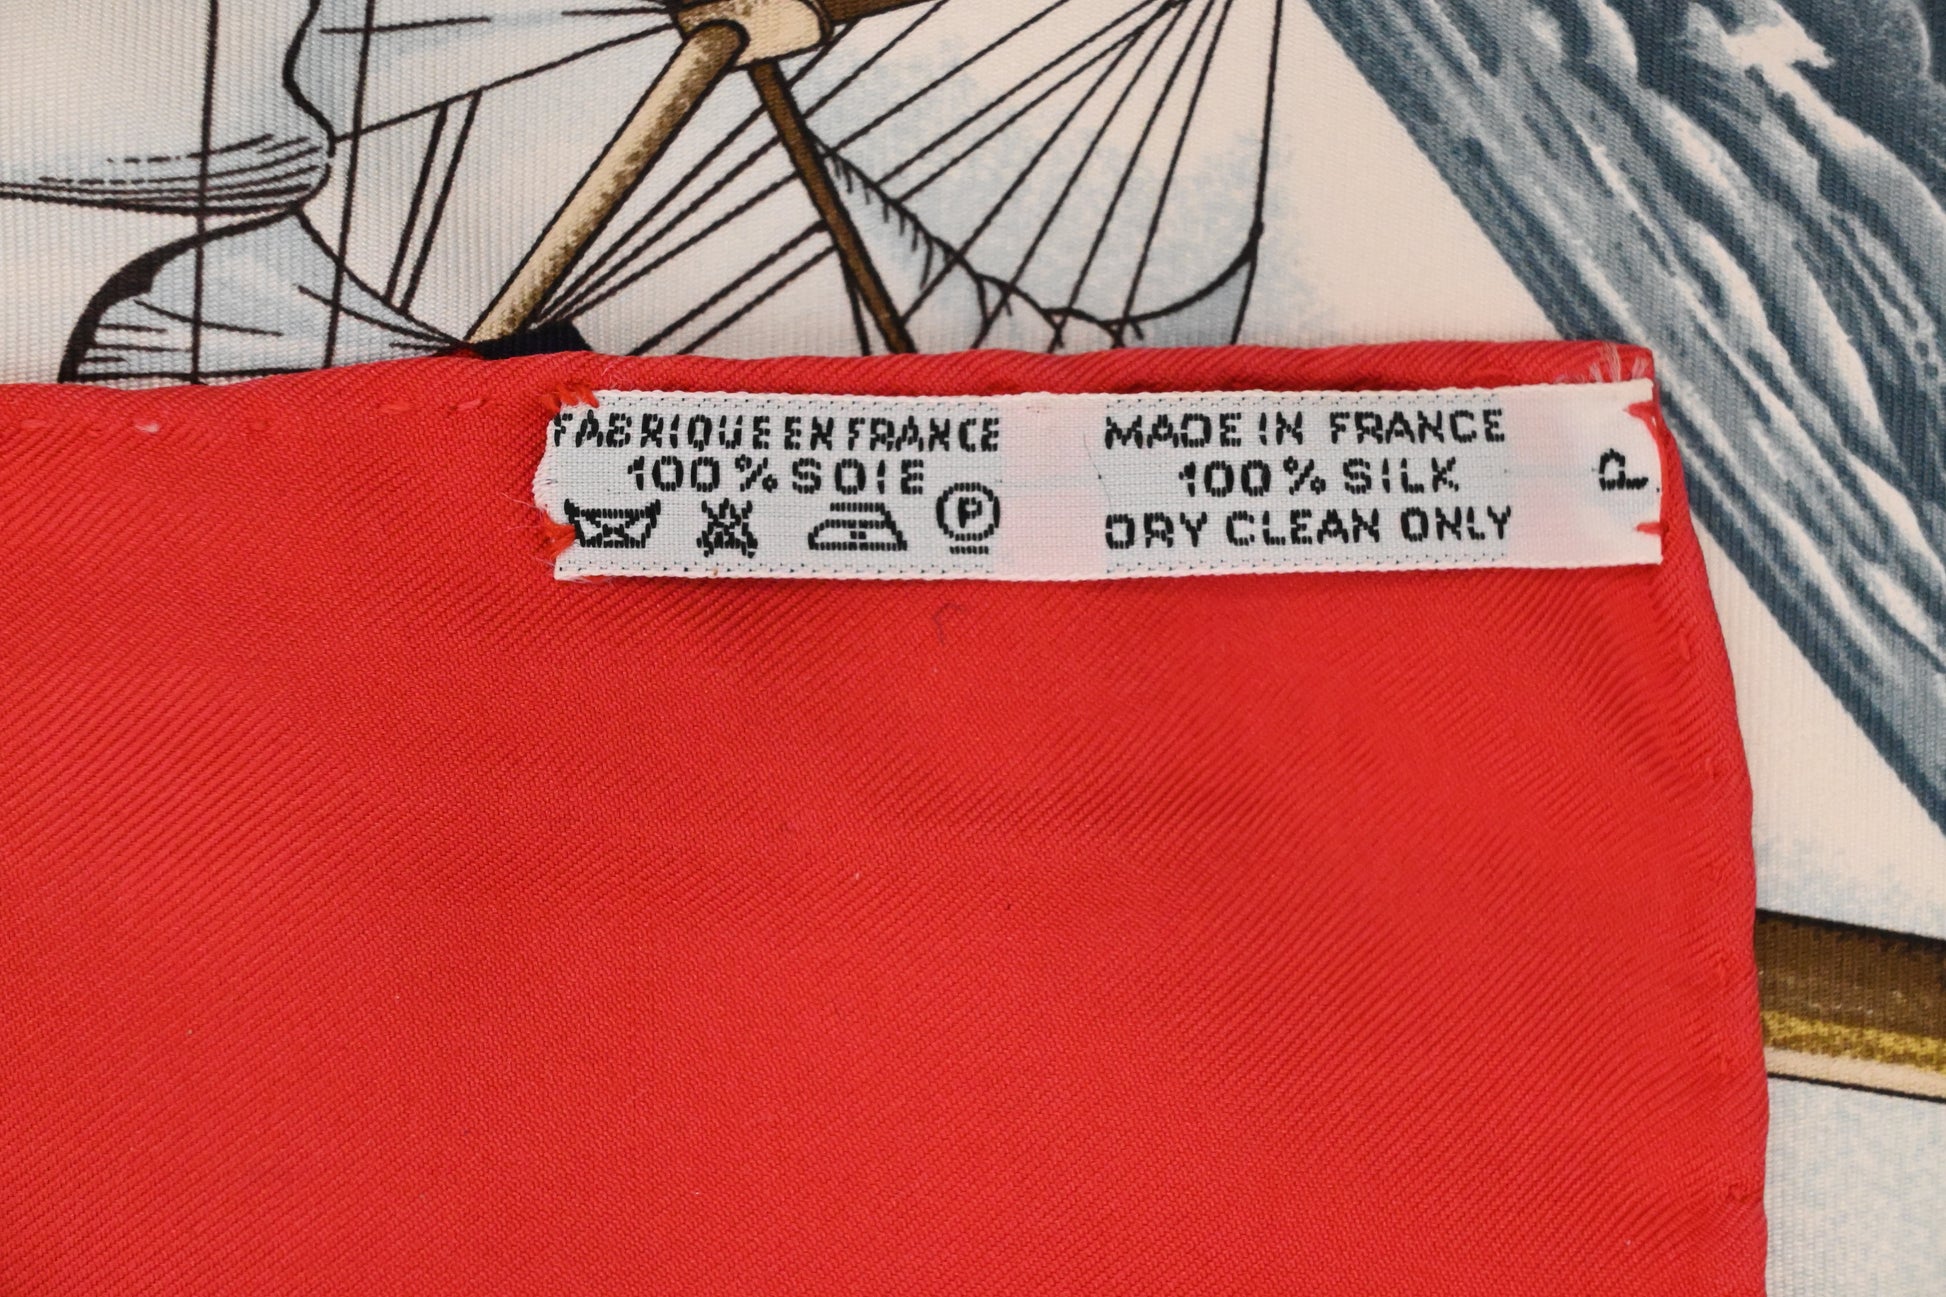 FABRIQUE EN FRANCE
100% SOIE
P
MADE IN FRANCE
100% SILK
DRY CLEAN ONLY